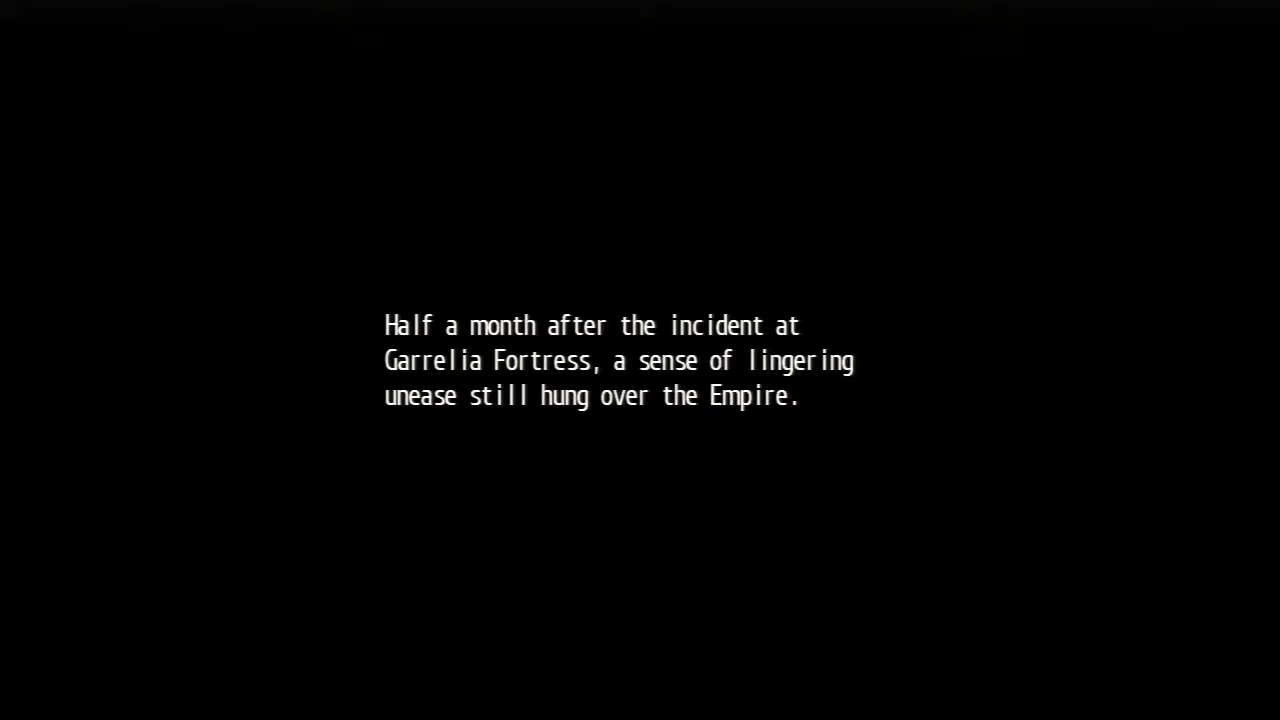 Half a month after the incident at
Garrelia Fortress, a sense of lingering
unease still hung over the Empire.